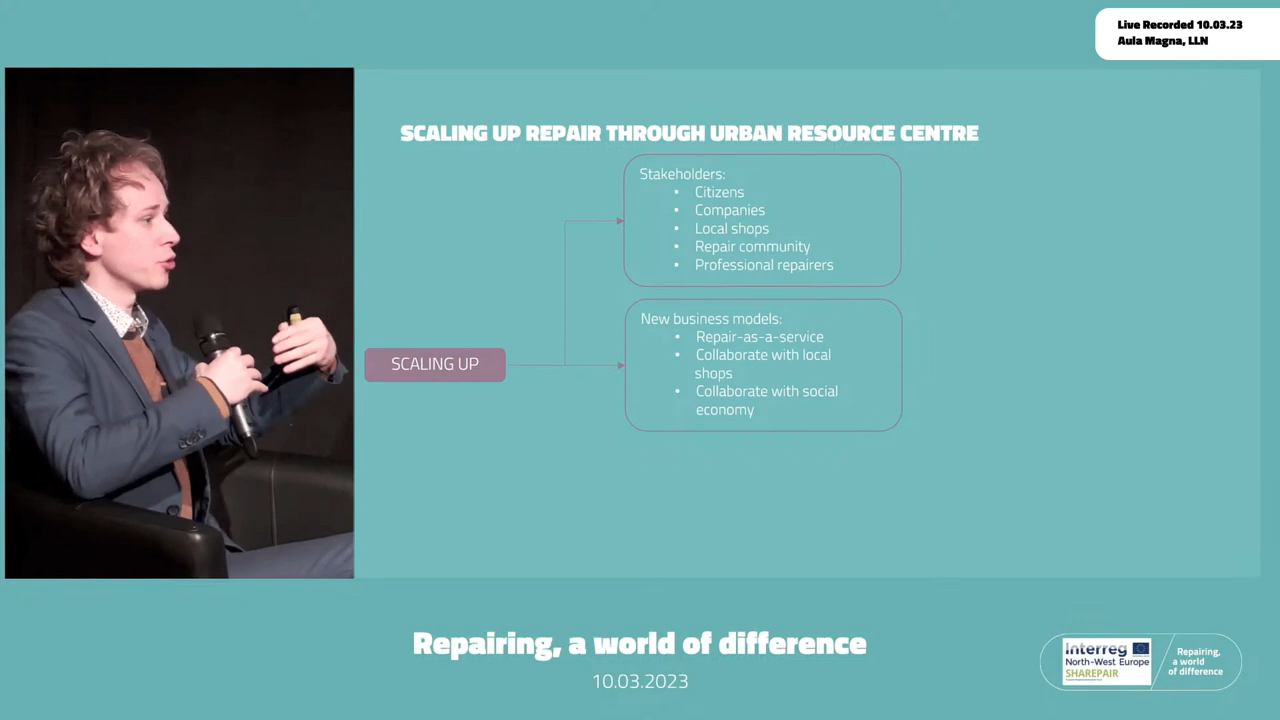 Live Recorded 10.03.23
Aula Magna, LLN
SCALING UP REPAIR THROUGH URBAN RESOURCE CENTRE
Stakeholders:
• Citizens
• Companies
• Local shops
• Repair community
• Professional repairers
SCALING UP
New business models:
• Repair-as-a-service
• Collaborate with local
shops
• Collaborate with social
economy
Repairing, a world of difference
10.03.2023
Interreg
North-West Europe
SHAREPAIR
Repairing,
a world
of difference